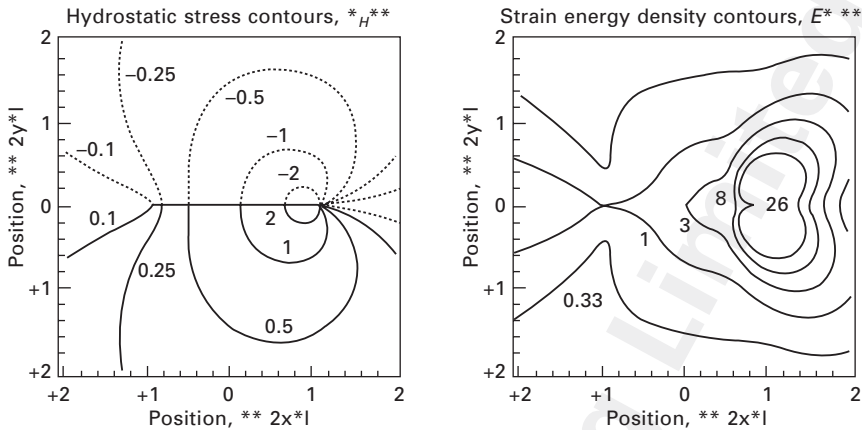 Hydrostatic stress contours, *H**
2
1
0
+1
+2
Position, ** 2y*l
–0.25
–0.5
–0.1
–1
–2
0.1
2
1
0.25
0.5
+2 +1 0 1 2
Position, ** 2x*l
Strain energy density contours, E* **
2
1
0
+1
+2
Position, ** 2y*l
8
26
3
1
0.33
+2 +1 0 1 2
Position, ** 2x*l
Limited